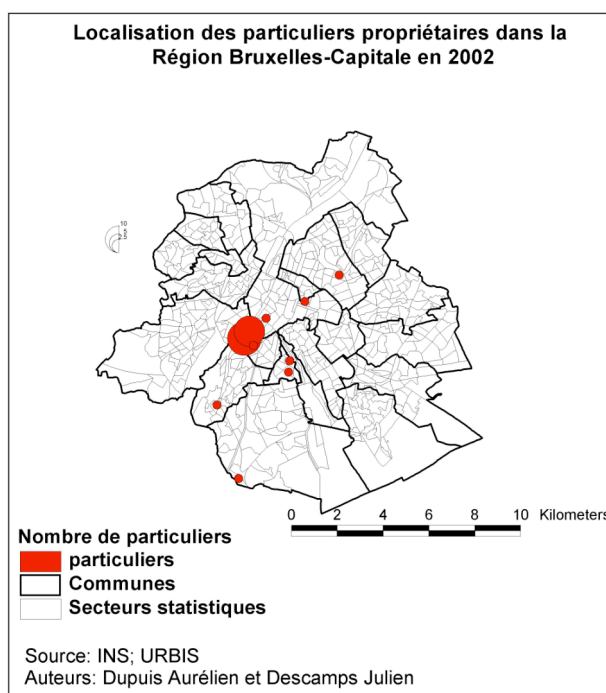 Localisation des particuliers propriétaires dans la
Région Bruxelles-Capitale en 2002
10
0 2 4 6 8 10 Kilometers
Nombre de particuliers
particuliers
Communes
Secteurs statistiques
Source: INS; URBIS
Auteurs: Dupuis Aurélien et Descamps Julien